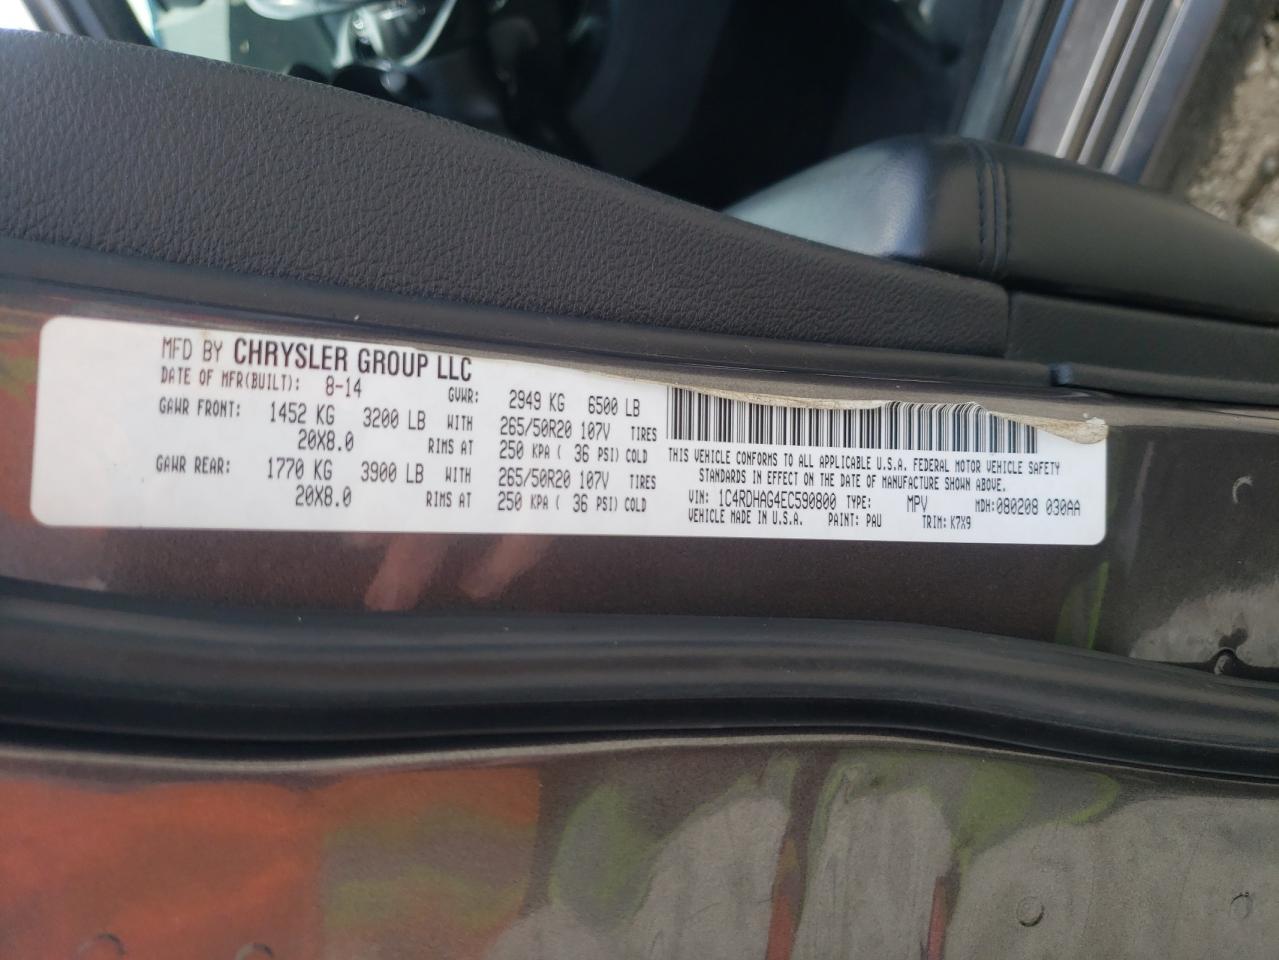 MFD BY CHRYSLER GROUP LLC
DATE OF MFR(BUILT): 8-14 GVWR: 2949 KG 6500 LB
GAWR FRONT: 1452 KG 3200 LB WITH 265/50R20 107V TIRES
20X8.0 RIMS AT 250 KPA ( 36 PSI) COLD
GAWR REAR: 1770 KG 3900 LB WITH 265/50R20 107V TIRES
20X8.0 RIMS AT 250 KPA ( 36 PSI) COLD
THIS VEHICLE CONFORMS TO ALL APPLICABLE U.S.A. FEDERAL MOTOR VEHICLE SAFETY
STANDARDS IN EFFECT ON THE DATE OF MANUFACTURE SHOWN ABOVE.
VIN: 1C4RDHAG4EC590800 TYPE: MPV MDH:080208 030AA
VEHICLE MADE IN U.S.A. PAINT: PAU TRIM: K7X9